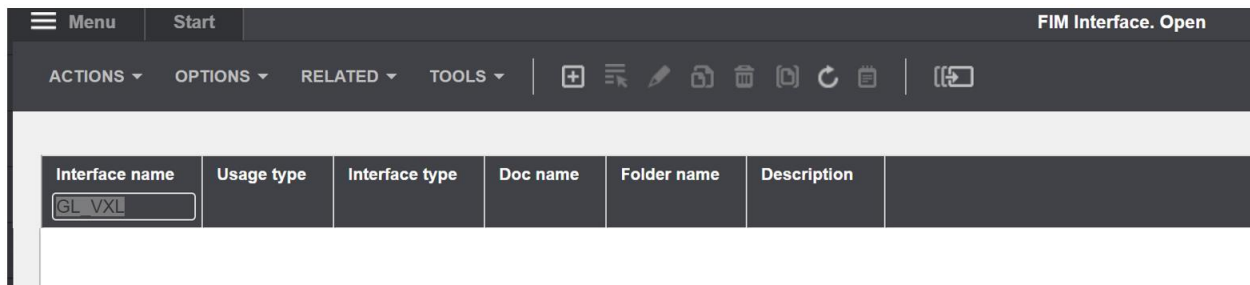 Menu Start FIM Interface. Open
ACTIONS OPTIONS RELATED TOOLS
Interface name Usage type Interface type Doc name Folder name Description
GL_VXL